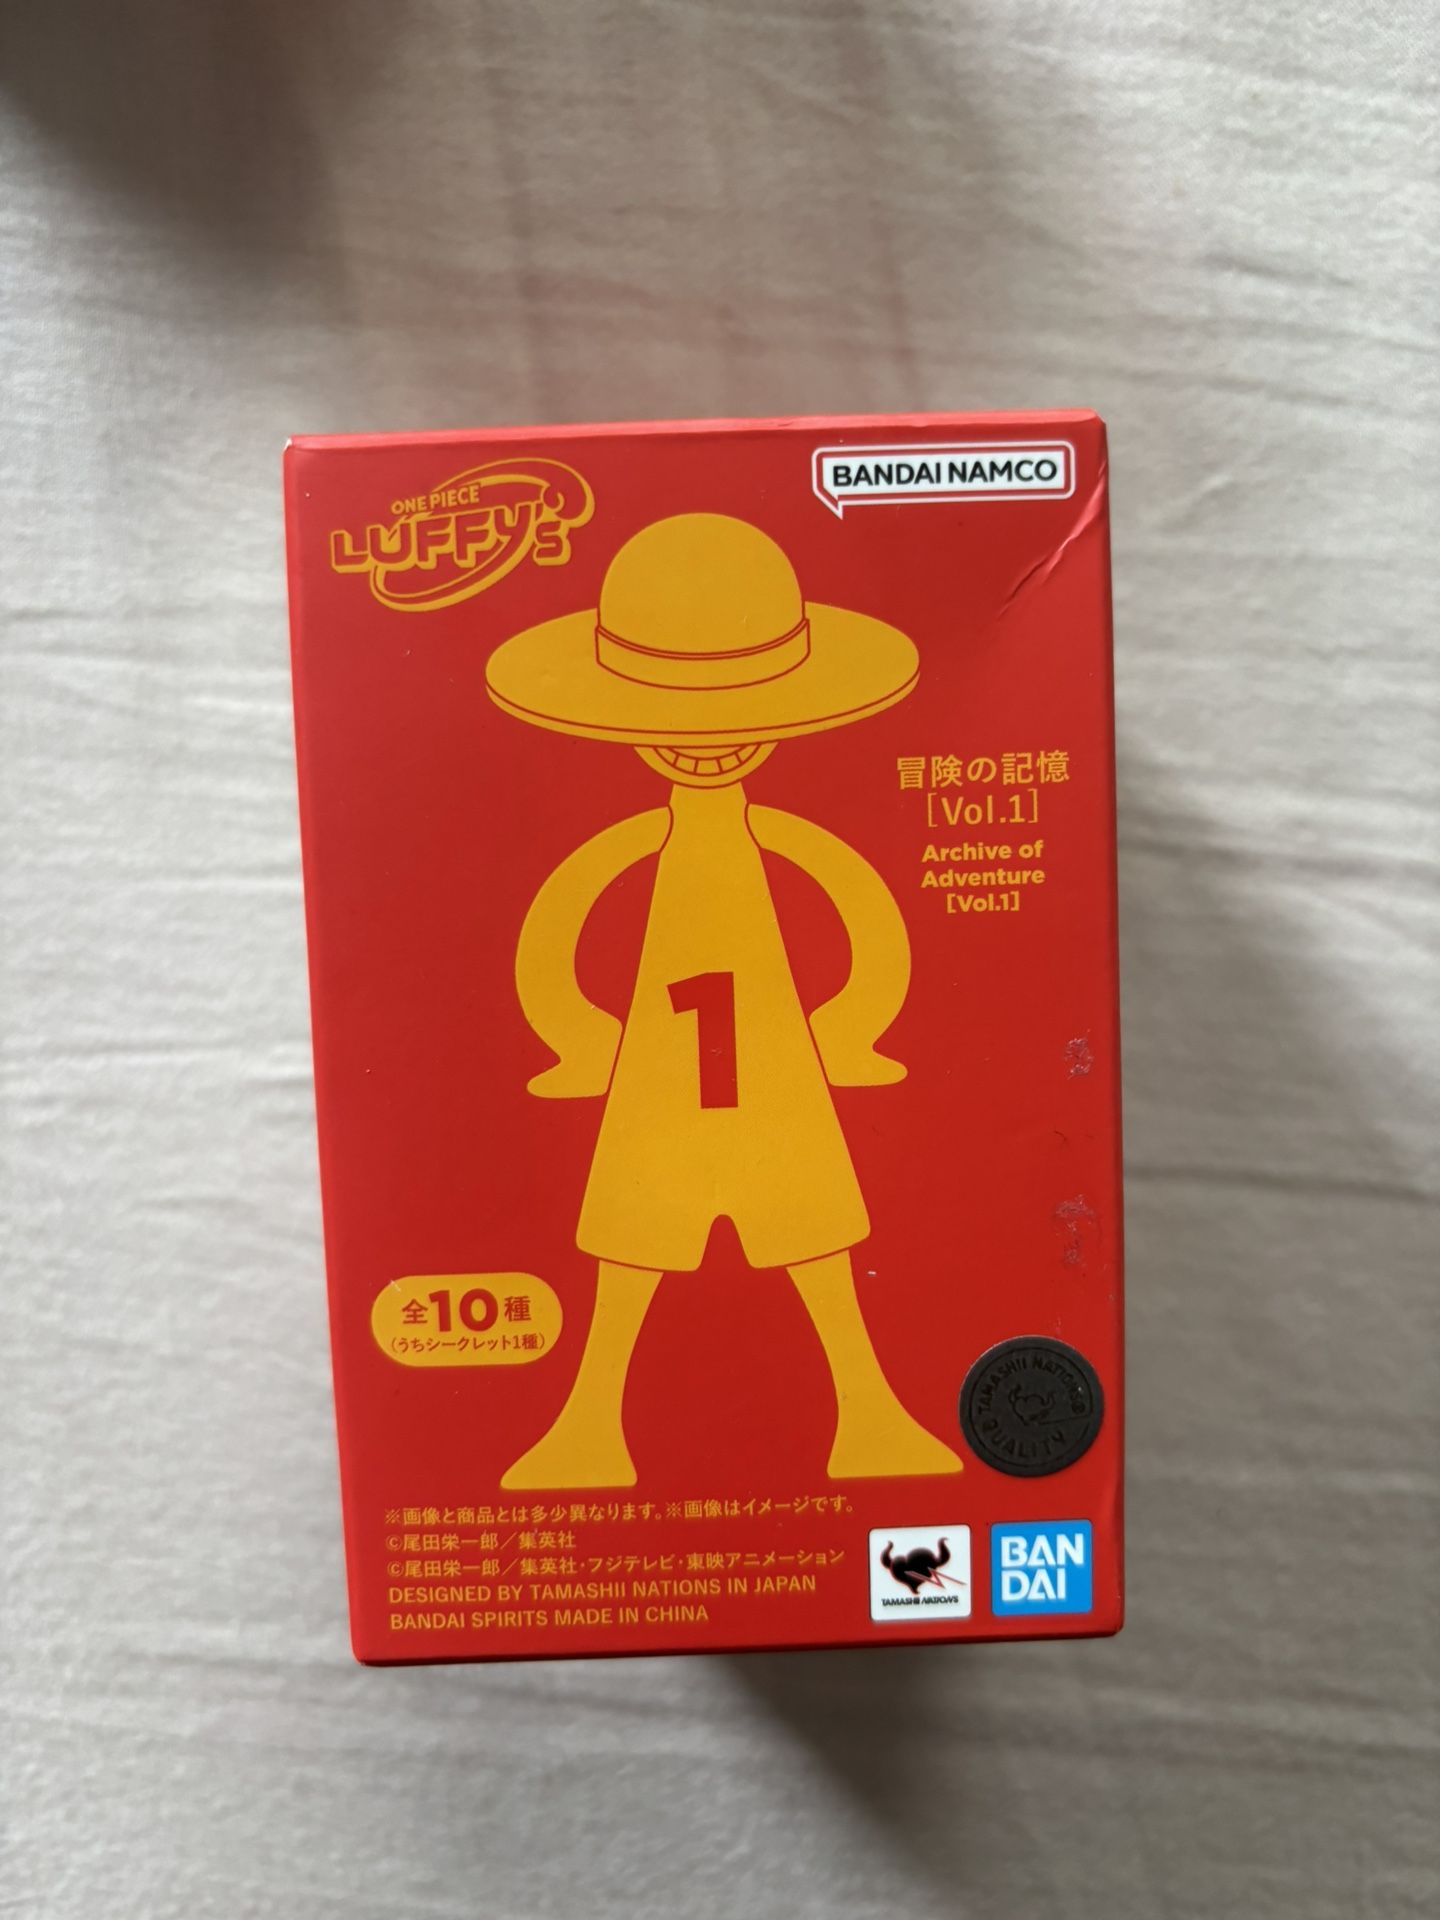 ONE PIECE
LUFFY's
BANDAI NAMCO
冒険の記憶
[Vol.1]
Archive of
Adventure
[Vol.1]
1
全10種
(うちシークレット1種)
TAMASHII NATIONS
QUALITY
※画像と商品とは多少異なります。※画像はイメージです。
©尾田栄一郎／集英社
©尾田栄一郎／集英社・フジテレビ・東映アニメーション
DESIGNED BY TAMASHII NATIONS IN JAPAN
BANDAI SPIRITS MADE IN CHINA
TAMASHII NATIONS
BAN
DAI